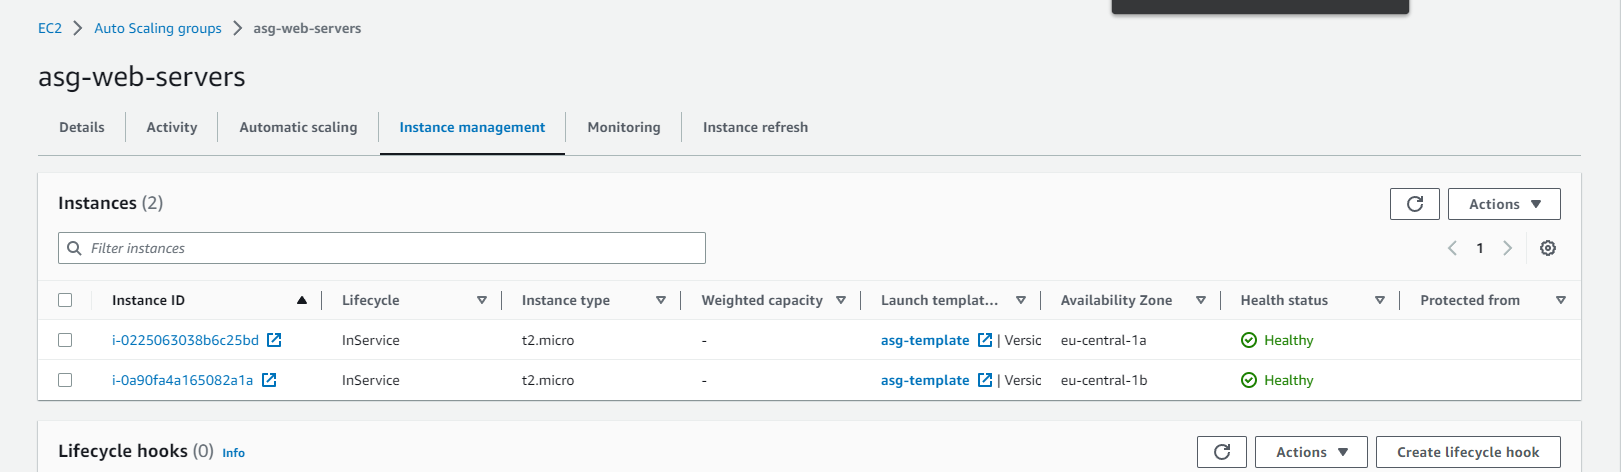 EC2 Auto Scaling groups asg-web-servers
asg-web-servers
Details Activity Automatic scaling Instance management Monitoring Instance refresh
Instances (2) Actions
Filter instances 1
Instance ID Lifecycle Instance type Weighted capacity Launch templat... Availability Zone Health status Protected from
i-0225063038b6c25bd InService t2.micro - asg-template | Versic eu-central-1a Healthy
i-0a90fa4a165082a1a InService t2.micro - asg-template | Versic eu-central-1b Healthy
Lifecycle hooks (0) Info Actions Create lifecycle hook